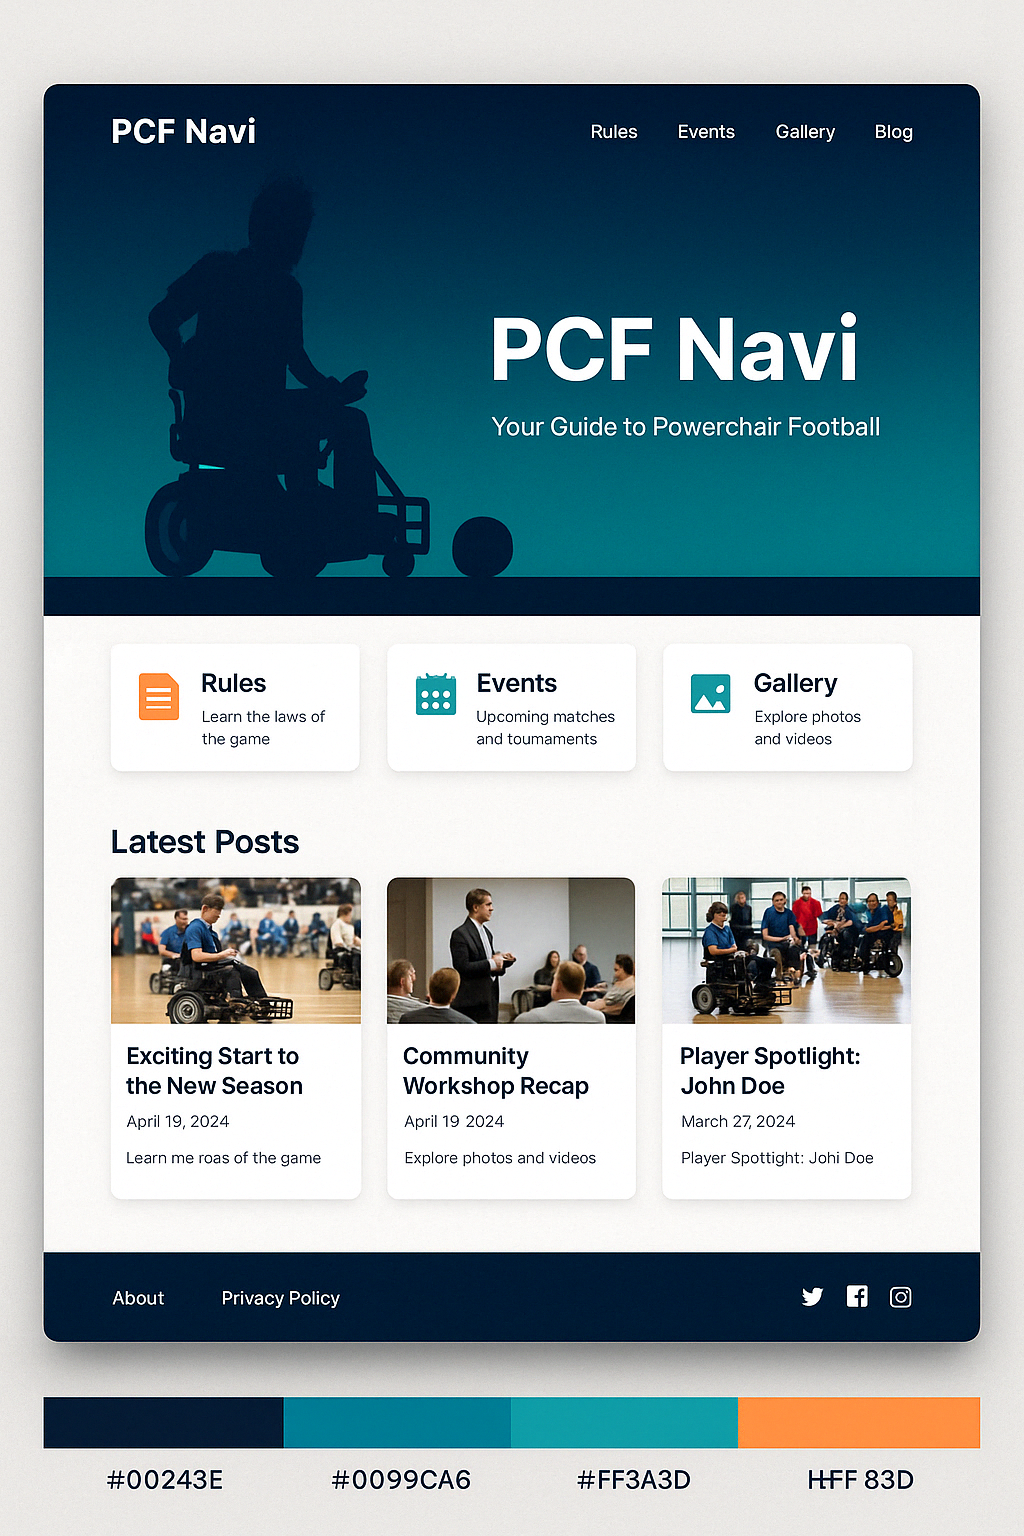 PCF Navi
Rules Events Gallery Blog
PCF Navi
Your Guide to Powerchair Football
Rules
Learn the laws of
the game
Events
Upcoming matches
and toumaments
Gallery
Explore photos
and videos
Latest Posts
Exciting Start to
the New Season
April 19, 2024
Learn me roas of the game
Community
Workshop Recap
April 19 2024
Explore photos and videos
Player Spotlight:
John Doe
March 27, 2024
Player Spottight: Johi Doe
About Privacy Policy
#00243E #0099CA6 #FF3A3D HFF 83D